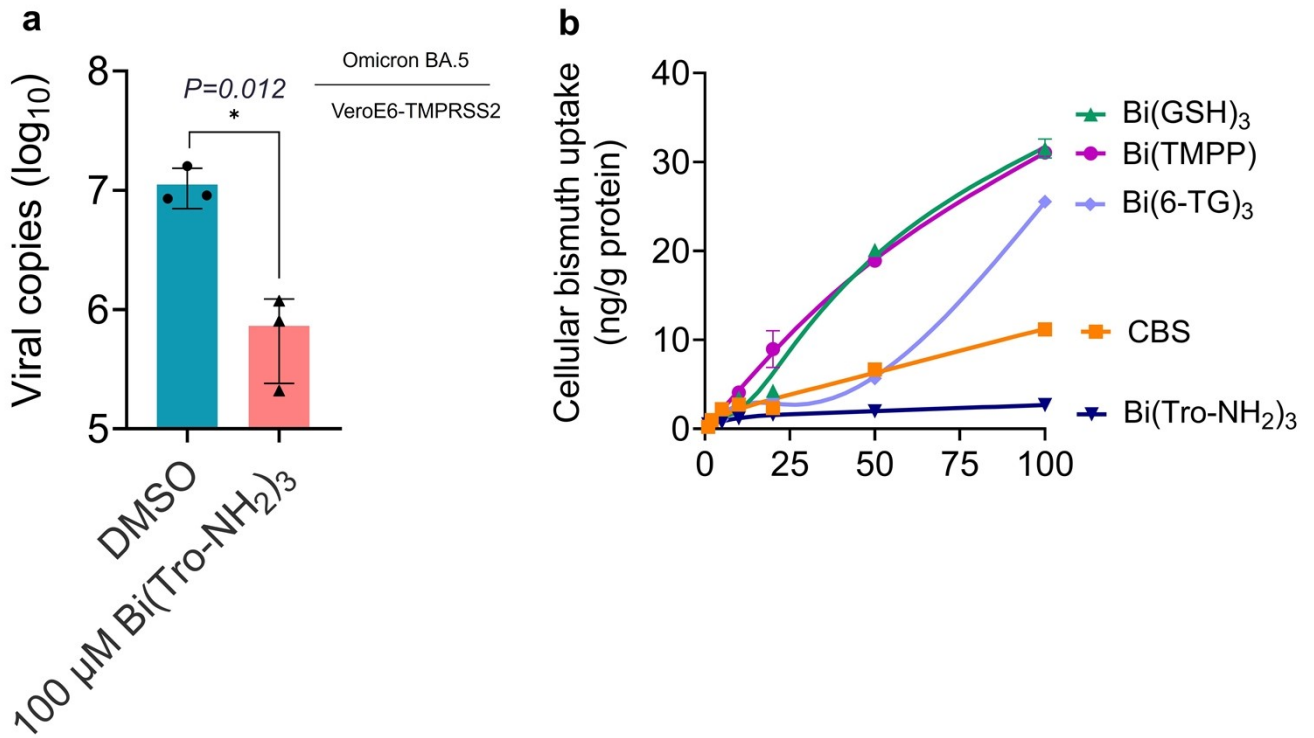 a
Viral copies (log₁₀)
8
7
6
5
P=0.012
*
Omicron BA.5
VeroE6-TMPRSS2
DMSO
100 µM Bi(Tro-NH₂)₃
b
Cellular bismuth uptake
(ng/g protein)
40
30
20
10
0
0
25
50
75
100
Bi(GSH)₃
Bi(TMPP)
Bi(6-TG)₃
CBS
Bi(Tro-NH₂)₃